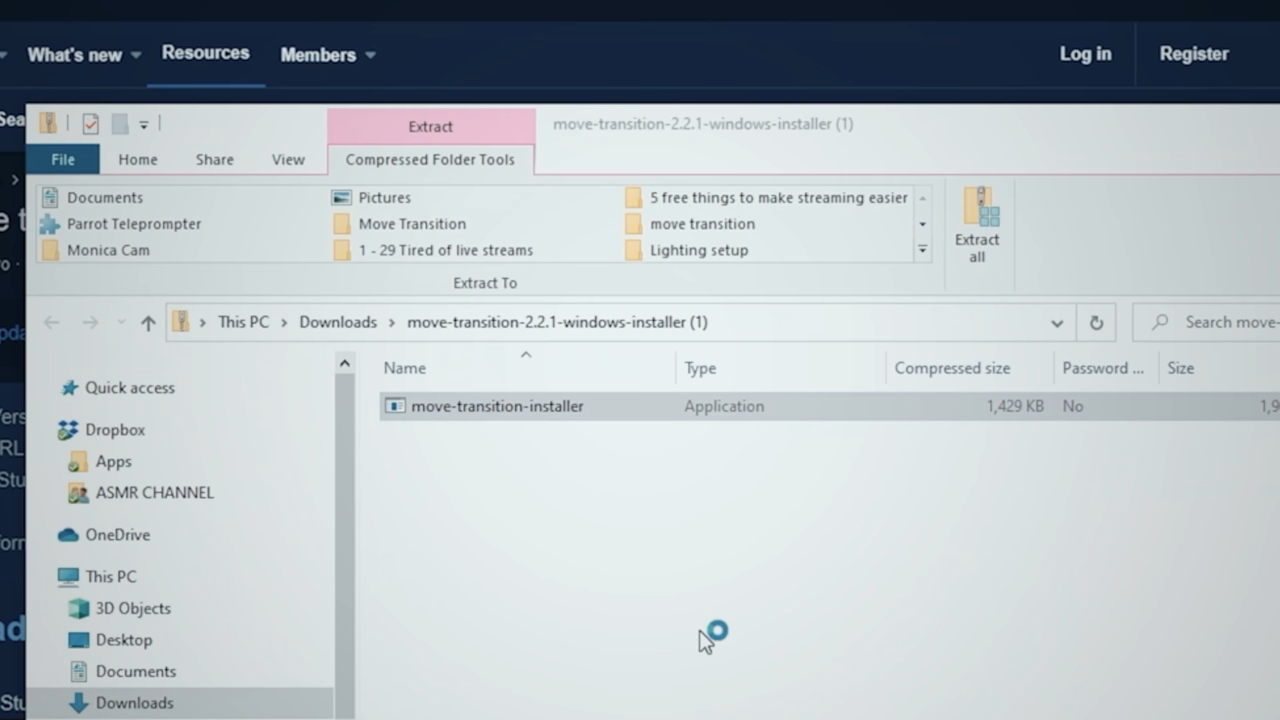 What's new
Resources
Members
Log in
Register
Sea
Extract
move-transition-2.2.1-windows-installer (1)
File
Home
Share
View
Compressed Folder Tools
Documents
Pictures
5 free things to make streaming easier
Parrot Teleprompter
Move Transition
move transition
Monica Cam
1 - 29 Tired of live streams
Lighting setup
Extract all
Extract To
This PC
Downloads
move-transition-2.2.1-windows-installer (1)
Search move-
Name
Type
Compressed size
Password ...
Size
move-transition-installer
Application
1,429 KB
No
1,9
Quick access
Dropbox
Apps
ASMR CHANNEL
OneDrive
This PC
3D Objects
Desktop
Documents
Downloads